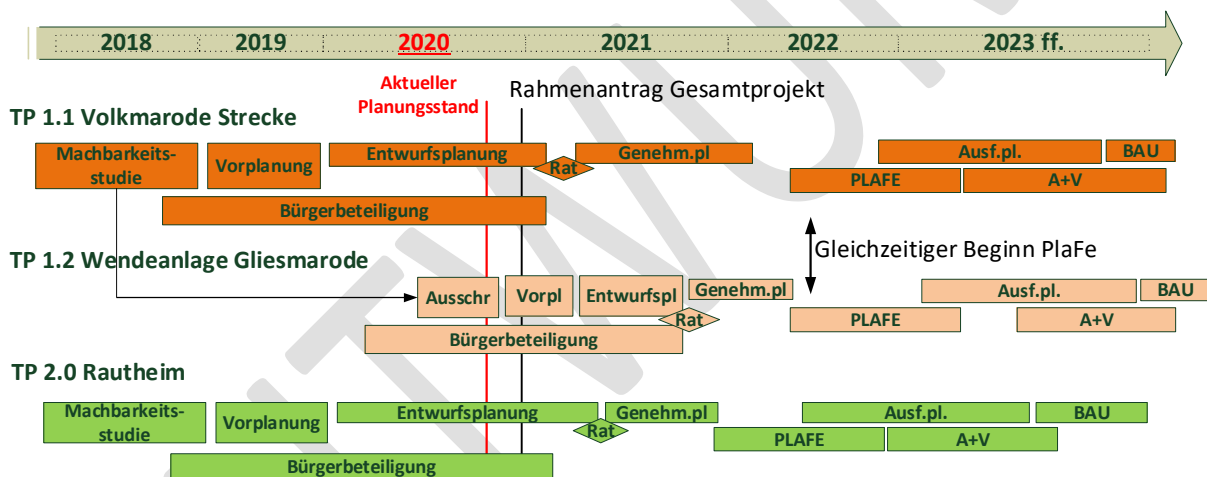 2018 2019 2020 2021 2022 2023 ff.
Aktueller
Planungsstand
Rahmenantrag Gesamtprojekt
TP 1.1 Volkmarode Strecke
Machbarkeits-
studie
Vorplanung
Entwurfsplanung
Rat
Genehm.pl
Ausf.pl.
BAU
PLAFE
A+V
Bürgerbeteiligung
Gleichzeitiger Beginn PlaFe
TP 1.2 Wendeanlage Gliesmarode
Ausschr
Vorpl
Entwurfspl
Genehm.pl
Rat
Ausf.pl.
BAU
PLAFE
A+V
Bürgerbeteiligung
TP 2.0 Rautheim
Machbarkeits-
studie
Vorplanung
Entwurfsplanung
Rat
Genehm.pl
Ausf.pl.
BAU
PLAFE
A+V
Bürgerbeteiligung